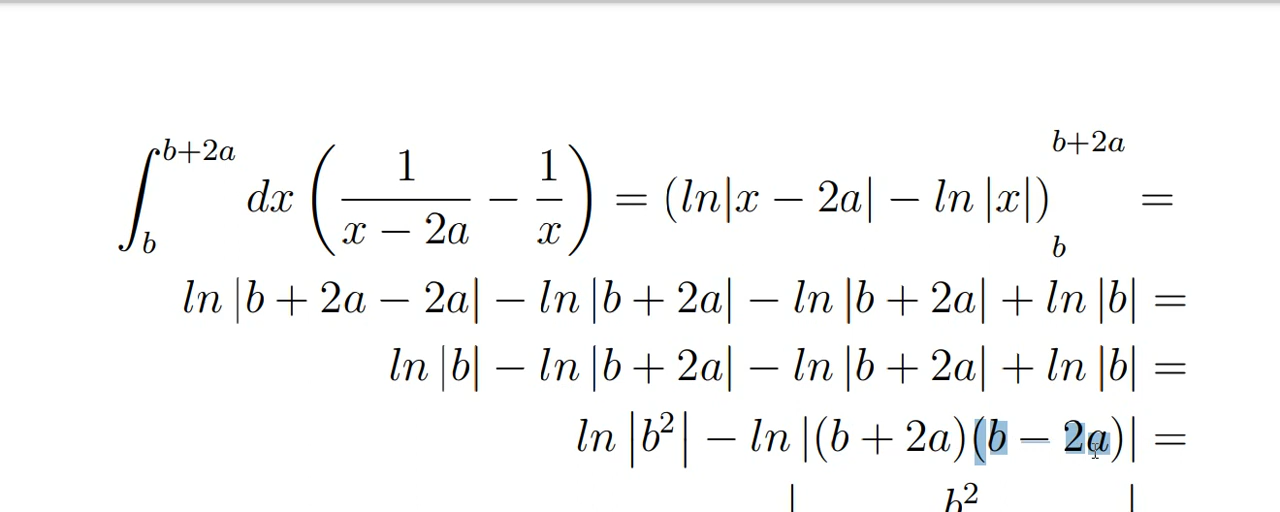 ∫_b^{b+2a} dx (1/(x − 2a) − 1/x) = (ln|x − 2a| − ln |x|)_b^{b+2a} =
ln |b + 2a − 2a| − ln |b + 2a| − ln |b + 2a| + ln |b| =
ln |b| − ln |b + 2a| − ln |b + 2a| + ln |b| =
ln |b²| − ln |(b + 2a)(b − 2a)| =
| b² |